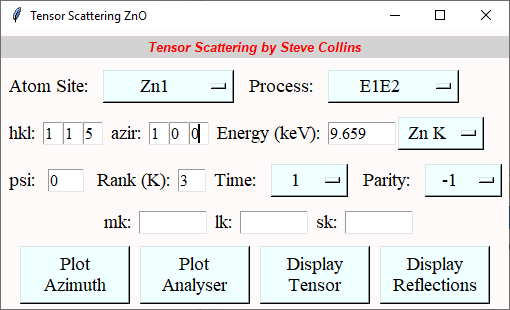 Tensor Scattering ZnO
Tensor Scattering by Steve Collins
Atom Site: Zn1 Process: E1E2
hkl: 1 1 5 azir: 1 0 0 Energy (keV): 9.659 Zn K
psi: 0 Rank (K): 3 Time: 1 Parity: -1
mk: lk: sk:
Plot Azimuth Plot Analyser Display Tensor Display Reflections